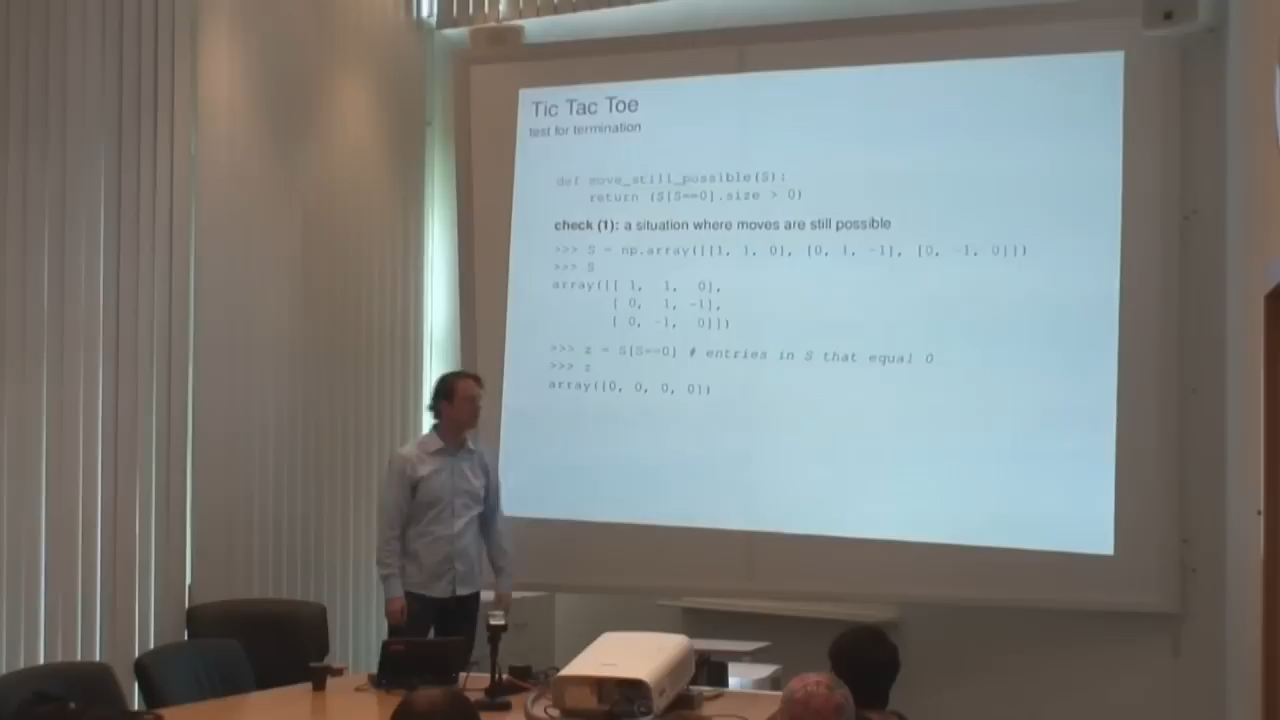 Tic Tac Toe
test for termination
def move_still_possible(S):
return (S[S==0].size > 0)
check (1): a situation where moves are still possible
>>> S = np.array([[1, 1, 0], [0, 1, -1], [0, -1, 0]])
>>> S
array([[ 1, 1, 0],
[ 0, 1, -1],
[ 0, -1, 0]])
>>> z = S[S==0] # entries in S that equal 0
>>> z
array([0, 0, 0, 0])